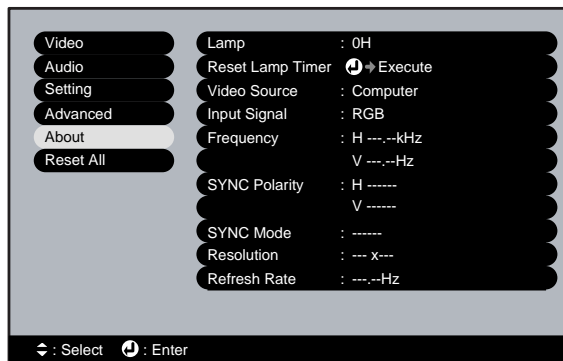 Video
Audio
Setting
Advanced
About
Reset All
Lamp : 0H
Reset Lamp Timer Execute
Video Source : Computer
Input Signal : RGB
Frequency : H ---.--kHz
V ---.--Hz
SYNC Polarity : H ------
V ------
SYNC Mode : ------
Resolution : --- x---
Refresh Rate : ---.--Hz
: Select : Enter